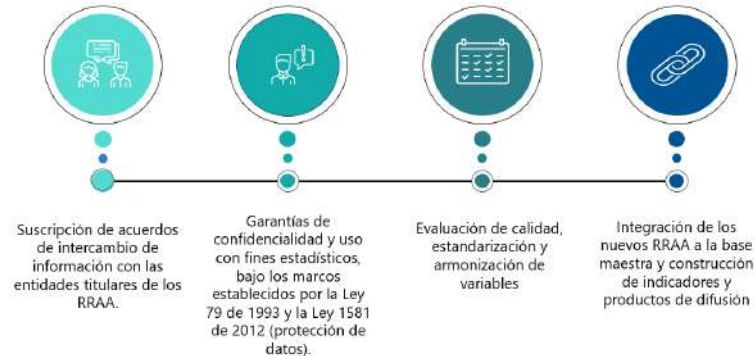 Suscripción de acuerdos
de intercambio de
información con las
entidades titulares de los
RRAA.
Garantías de
confidencialidad y uso
con fines estadísticos,
bajo los marcos
establecidos por la Ley
79 de 1993 y la Ley 1581
de 2012 (protección de
datos).
Evaluación de calidad,
estandarización y
armonización de
variables
Integración de los
nuevos RRAA a la base
maestra y construcción
de indicadores y
productos de difusión